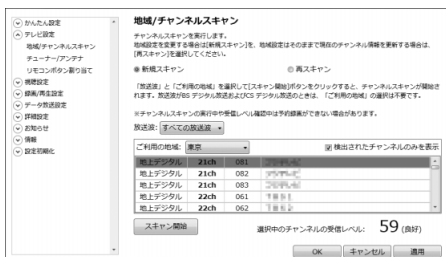 かんたん設定
テレビ設定
地域/チャンネルスキャン
チューナー/アンテナ
リモコンボタン割り当て
視聴設定
録画/再生設定
データ放送設定
詳細設定
お知らせ
情報
設定初期化
地域/チャンネルスキャン
チャンネルスキャンを実行します。
地域設定を変更する場合は[新規スキャン]を、地域設定はそのままで現在のチャンネル情報を更新する場合は、
[再スキャン]を選択してください。
新規スキャン 再スキャン
「放送波」と「ご利用の地域」を選択して[スキャン開始]ボタンをクリックすると、チャンネルスキャンが開始さ
れます。放送波がBS デジタル放送およびCS デジタル放送のときは、「ご利用の地域」の選択は不要です。
※チャンネルスキャンの実行中や受信レベル確認中は予約録画ができない場合があります。
放送波: すべての放送波
ご利用の地域: 東京 検出されたチャンネルのみを表示
地上デジタル 21ch 081
地上デジタル 21ch 082
地上デジタル 21ch 083
地上デジタル 22ch 061
地上デジタル 22ch 062
スキャン開始 選択中のチャンネルの受信レベル: 59 (良好)
OK キャンセル 適用